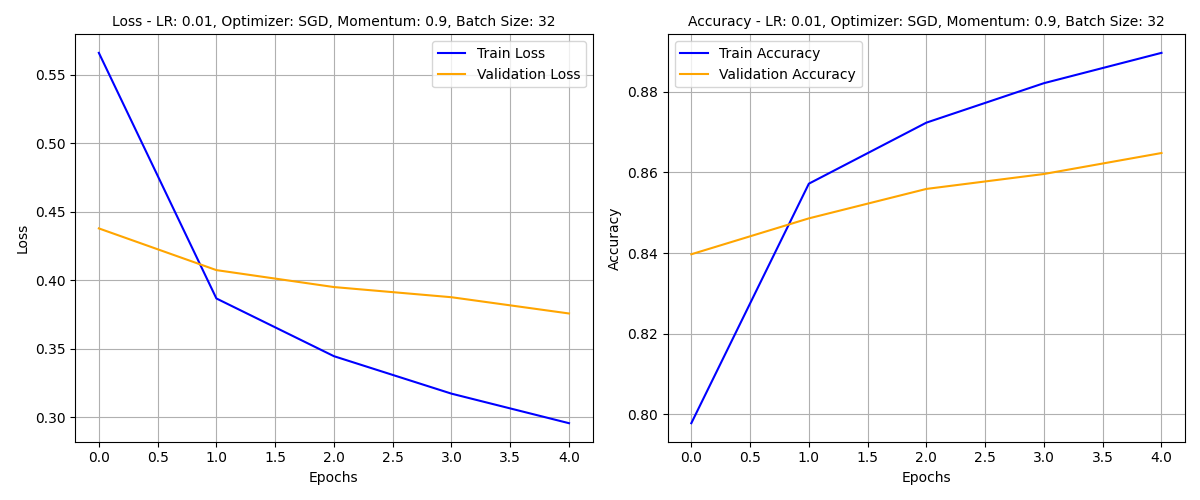 Loss - LR: 0.01, Optimizer: SGD, Momentum: 0.9, Batch Size: 32
Train Loss
Validation Loss
0.55
0.50
0.45
0.40
0.35
0.30
Loss
0.0 0.5 1.0 1.5 2.0 2.5 3.0 3.5 4.0
Epochs
Accuracy - LR: 0.01, Optimizer: SGD, Momentum: 0.9, Batch Size: 32
Train Accuracy
Validation Accuracy
0.88
0.86
0.84
0.82
0.80
Accuracy
0.0 0.5 1.0 1.5 2.0 2.5 3.0 3.5 4.0
Epochs